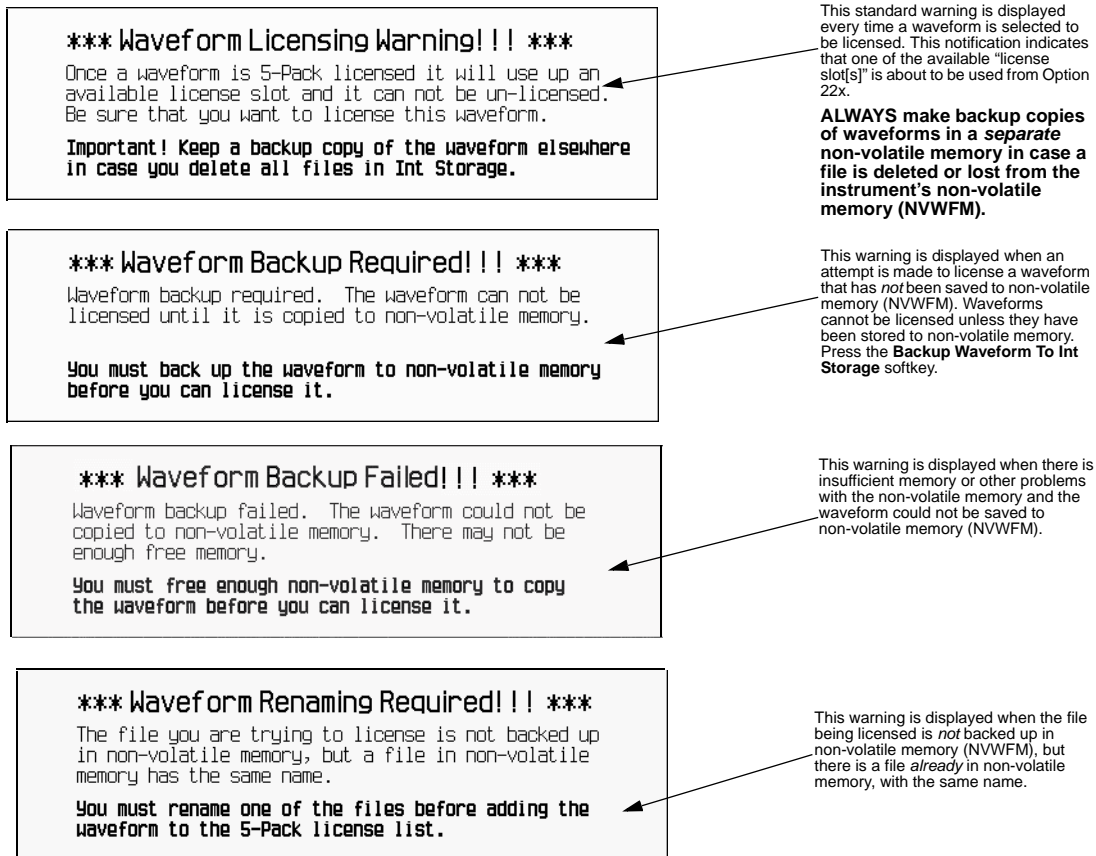 *** Waveform Licensing Warning!!! ***
Once a waveform is 5-Pack licensed it will use up an
available license slot and it can not be un-licensed.
Be sure that you want to license this waveform.
Important! Keep a backup copy of the waveform elsewhere
in case you delete all files in Int Storage.
This standard warning is displayed
every time a waveform is selected to
be licensed. This notification indicates
that one of the available “license
slot[s]” is about to be used from Option
22x.
ALWAYS make backup copies
of waveforms in a separate
non-volatile memory in case a
file is deleted or lost from the
instrument’s non-volatile
memory (NVWFM).
*** Waveform Backup Required!!! ***
Waveform backup required. The waveform can not be
licensed until it is copied to non-volatile memory.
You must back up the waveform to non-volatile memory
before you can license it.
This warning is displayed when an
attempt is made to license a waveform
that has not been saved to non-volatile
memory (NVWFM). Waveforms
cannot be licensed unless they have
been stored to non-volatile memory.
Press the Backup Waveform To Int
Storage softkey.
*** Waveform Backup Failed!!! ***
Waveform backup failed. The waveform could not be
copied to non-volatile memory. There may not be
enough free memory.
You must free enough non-volatile memory to copy
the waveform before you can license it.
This warning is displayed when there is
insufficient memory or other problems
with the non-volatile memory and the
waveform could not be saved to
non-volatile memory (NVWFM).
*** Waveform Renaming Required!!! ***
The file you are trying to license is not backed up
in non-volatile memory, but a file in non-volatile
memory has the same name.
You must rename one of the files before adding the
waveform to the 5-Pack license list.
This warning is displayed when the file
being licensed is not backed up in
non-volatile memory (NVWFM), but
there is a file already in non-volatile
memory, with the same name.